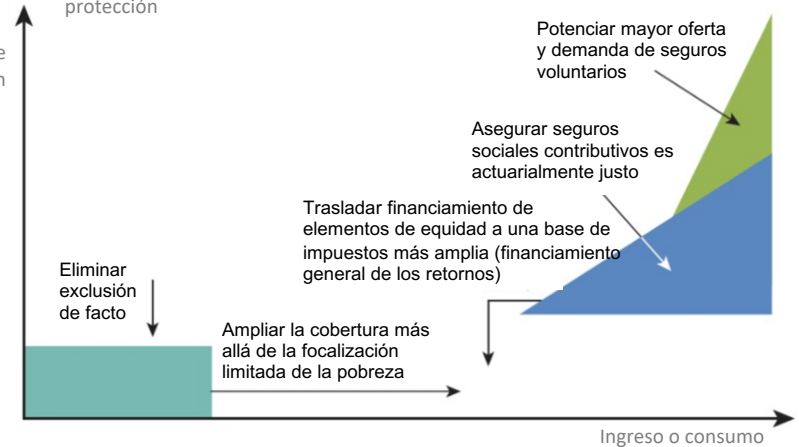 protección
e
n
Potenciar mayor oferta
y demanda de seguros
voluntarios
Asegurar seguros
sociales contributivos es
actuarialmente justo
Trasladar financiamiento de
elementos de equidad a una base de
impuestos más amplia (financiamiento
general de los retornos)
Eliminar
exclusión
de facto
Ampliar la cobertura más
allá de la focalización
limitada de la pobreza
Ingreso o consumo